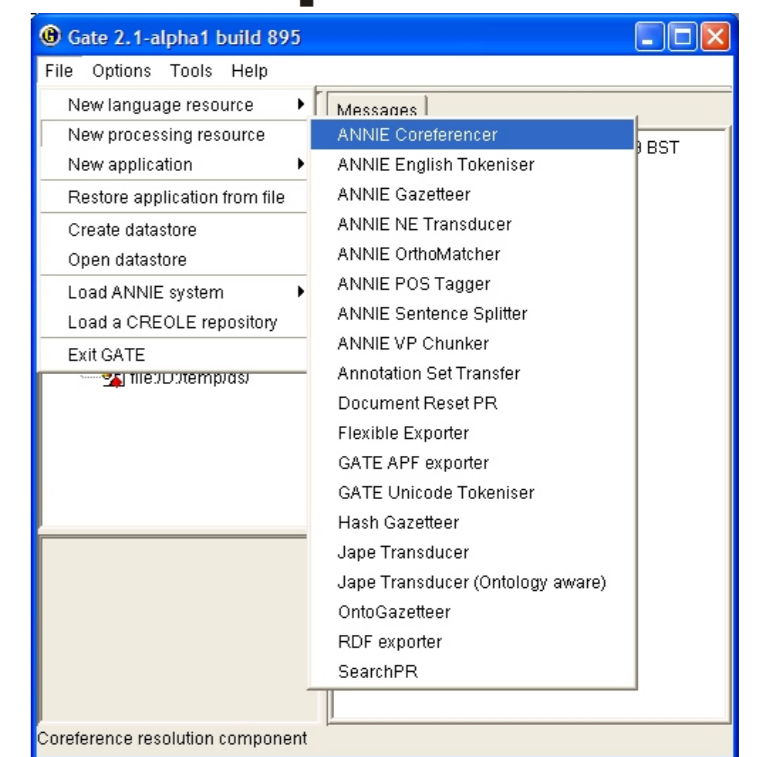 Gate 2.1-alpha1 build 895
File Options Tools Help
New language resource
New processing resource
New application
Restore application from file
Create datastore
Open datastore
Load ANNIE system
Load a CREOLE repository
Exit GATE
Messages
BST
ANNIE Coreferencer
ANNIE English Tokeniser
ANNIE Gazetteer
ANNIE NE Transducer
ANNIE OrthoMatcher
ANNIE POS Tagger
ANNIE Sentence Splitter
ANNIE VP Chunker
Annotation Set Transfer
Document Reset PR
Flexible Exporter
GATE APF exporter
GATE Unicode Tokeniser
Hash Gazetteer
Jape Transducer
Jape Transducer (Ontology aware)
OntoGazetteer
RDF exporter
SearchPR
file:/D:/temp/ds/
Coreference resolution component